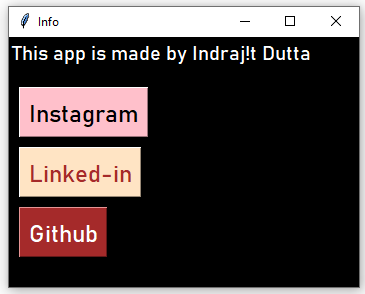 Info
This app is made by Indraj!t Dutta
Instagram
Linked-in
Github